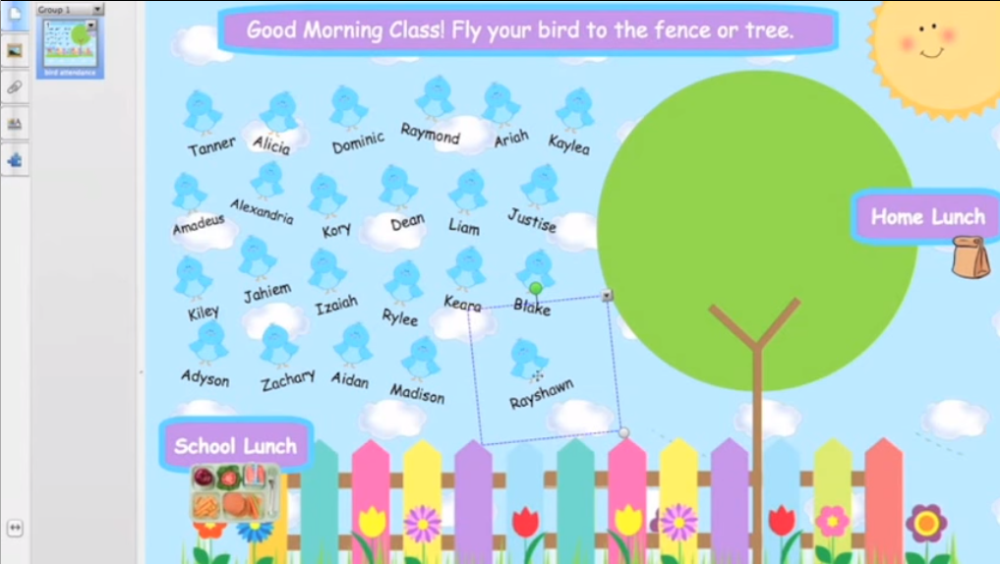 Group 1
bird attendance
Good Morning Class! Fly your bird to the fence or tree.
Tanner Alicia Dominic Raymond Ariah Kaylea
Amadeus Alexandria Kory Dean Liam Justise
Home Lunch
Kiley Jahiem Izaiah Rylee Keara Blake
Adyson Zachary Aidan Madison Rayshawn
School Lunch